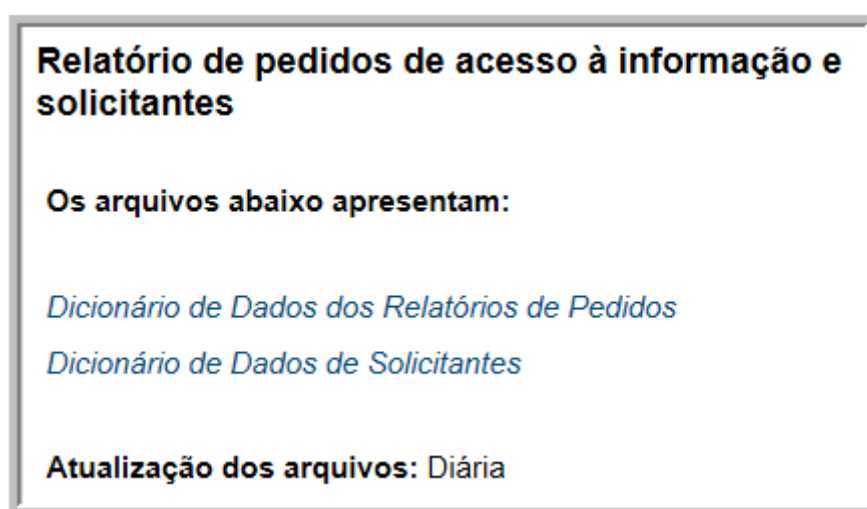 Relatório de pedidos de acesso à informação e
solicitantes
Os arquivos abaixo apresentam:
Dicionário de Dados dos Relatórios de Pedidos
Dicionário de Dados de Solicitantes
Atualização dos arquivos: Diária